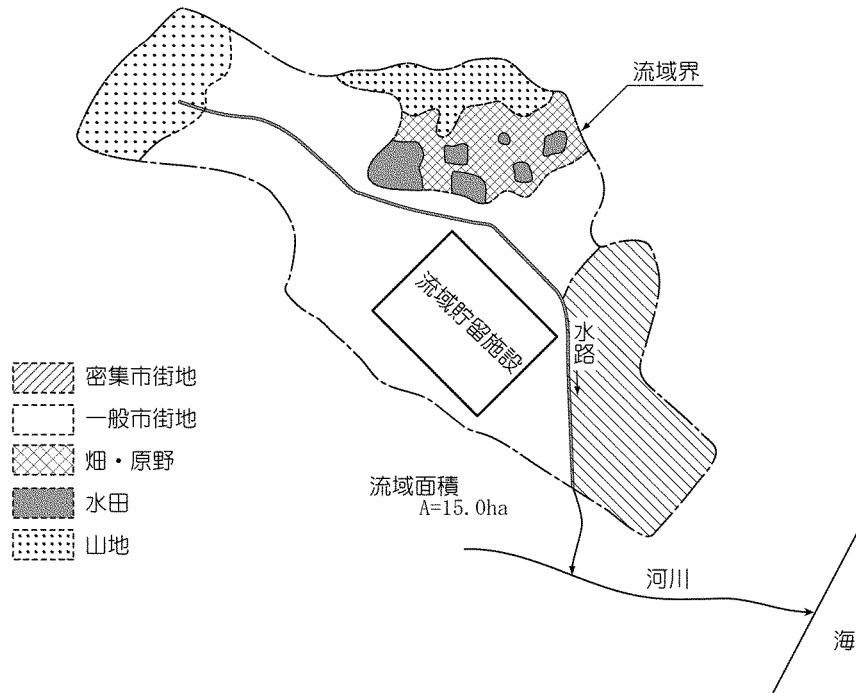 流域界
流域貯留施設
水路
密集市街地
一般市街地
畑・原野
水田
山地
流域面積
A=15.0ha
河川
海